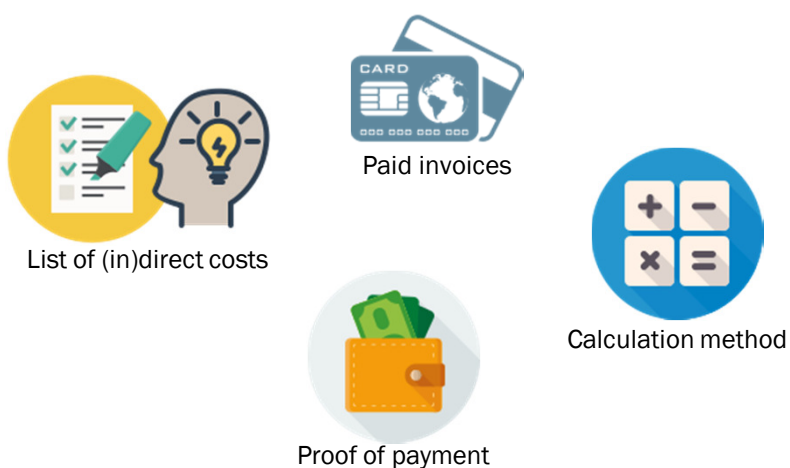 CARD
Paid invoices
List of (in)direct costs
Calculation method
Proof of payment